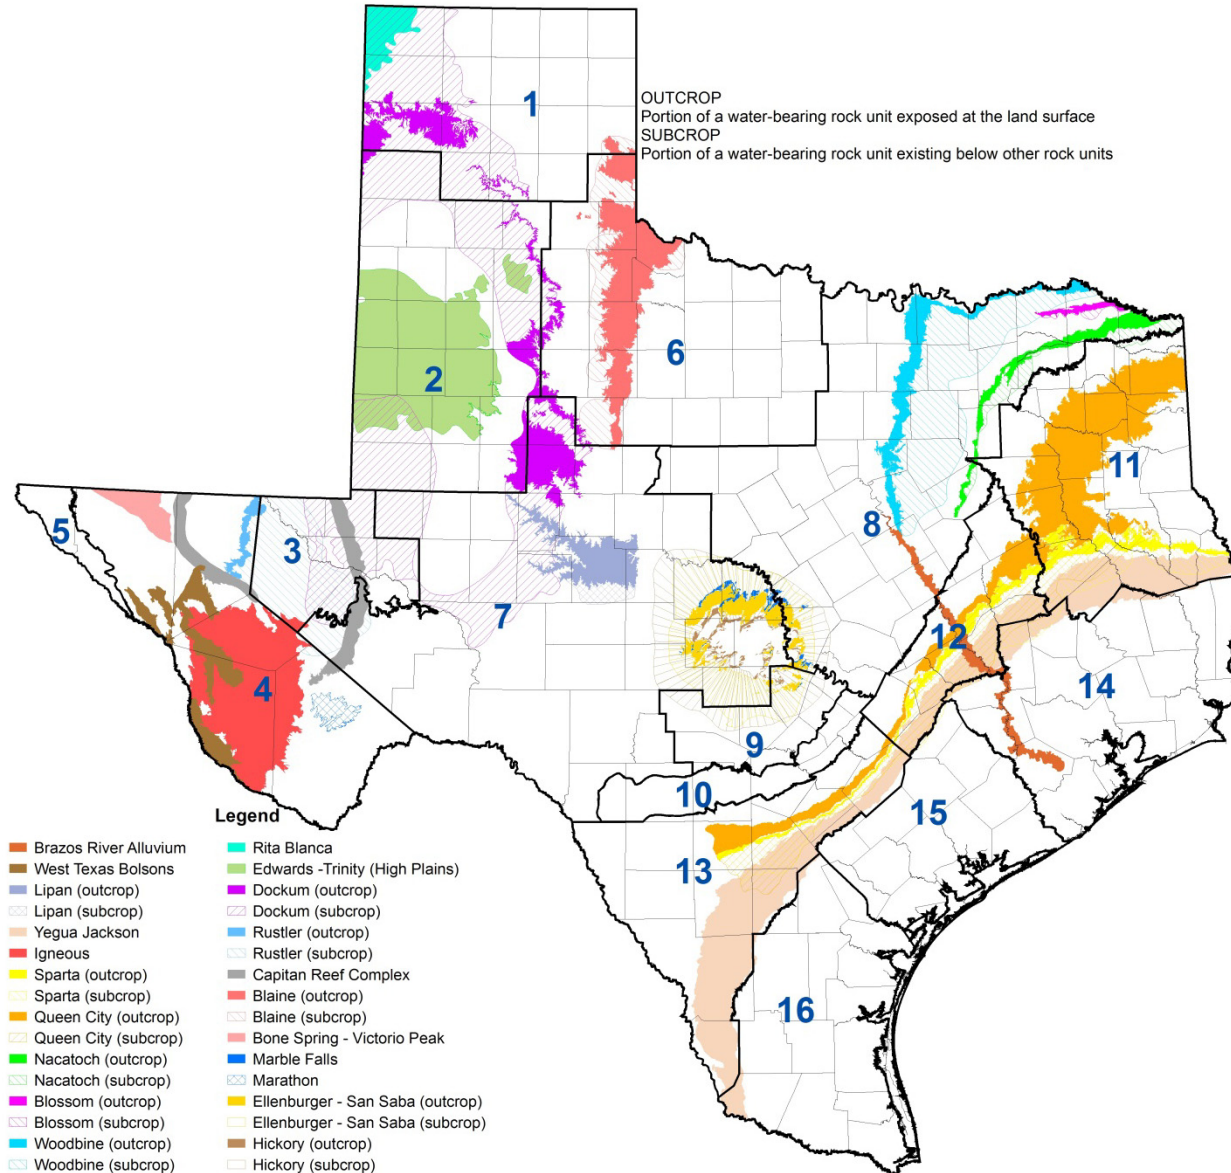 1
OUTCROP
Portion of a water-bearing rock unit exposed at the land surface
SUBCROP
Portion of a water-bearing rock unit existing below other rock units
2
6
11
5
3
8
7
12
4
14
9
10
15
13
16
Legend
Brazos River Alluvium
West Texas Bolsons
Lipan (outcrop)
Lipan (subcrop)
Yegua Jackson
Igneous
Sparta (outcrop)
Sparta (subcrop)
Queen City (outcrop)
Queen City (subcrop)
Nacatoch (outcrop)
Nacatoch (subcrop)
Blossom (outcrop)
Blossom (subcrop)
Woodbine (outcrop)
Woodbine (subcrop)
Rita Blanca
Edwards -Trinity (High Plains)
Dockum (outcrop)
Dockum (subcrop)
Rustler (outcrop)
Rustler (subcrop)
Capitan Reef Complex
Blaine (outcrop)
Blaine (subcrop)
Bone Spring - Victorio Peak
Marble Falls
Marathon
Ellenburger - San Saba (outcrop)
Ellenburger - San Saba (subcrop)
Hickory (outcrop)
Hickory (subcrop)